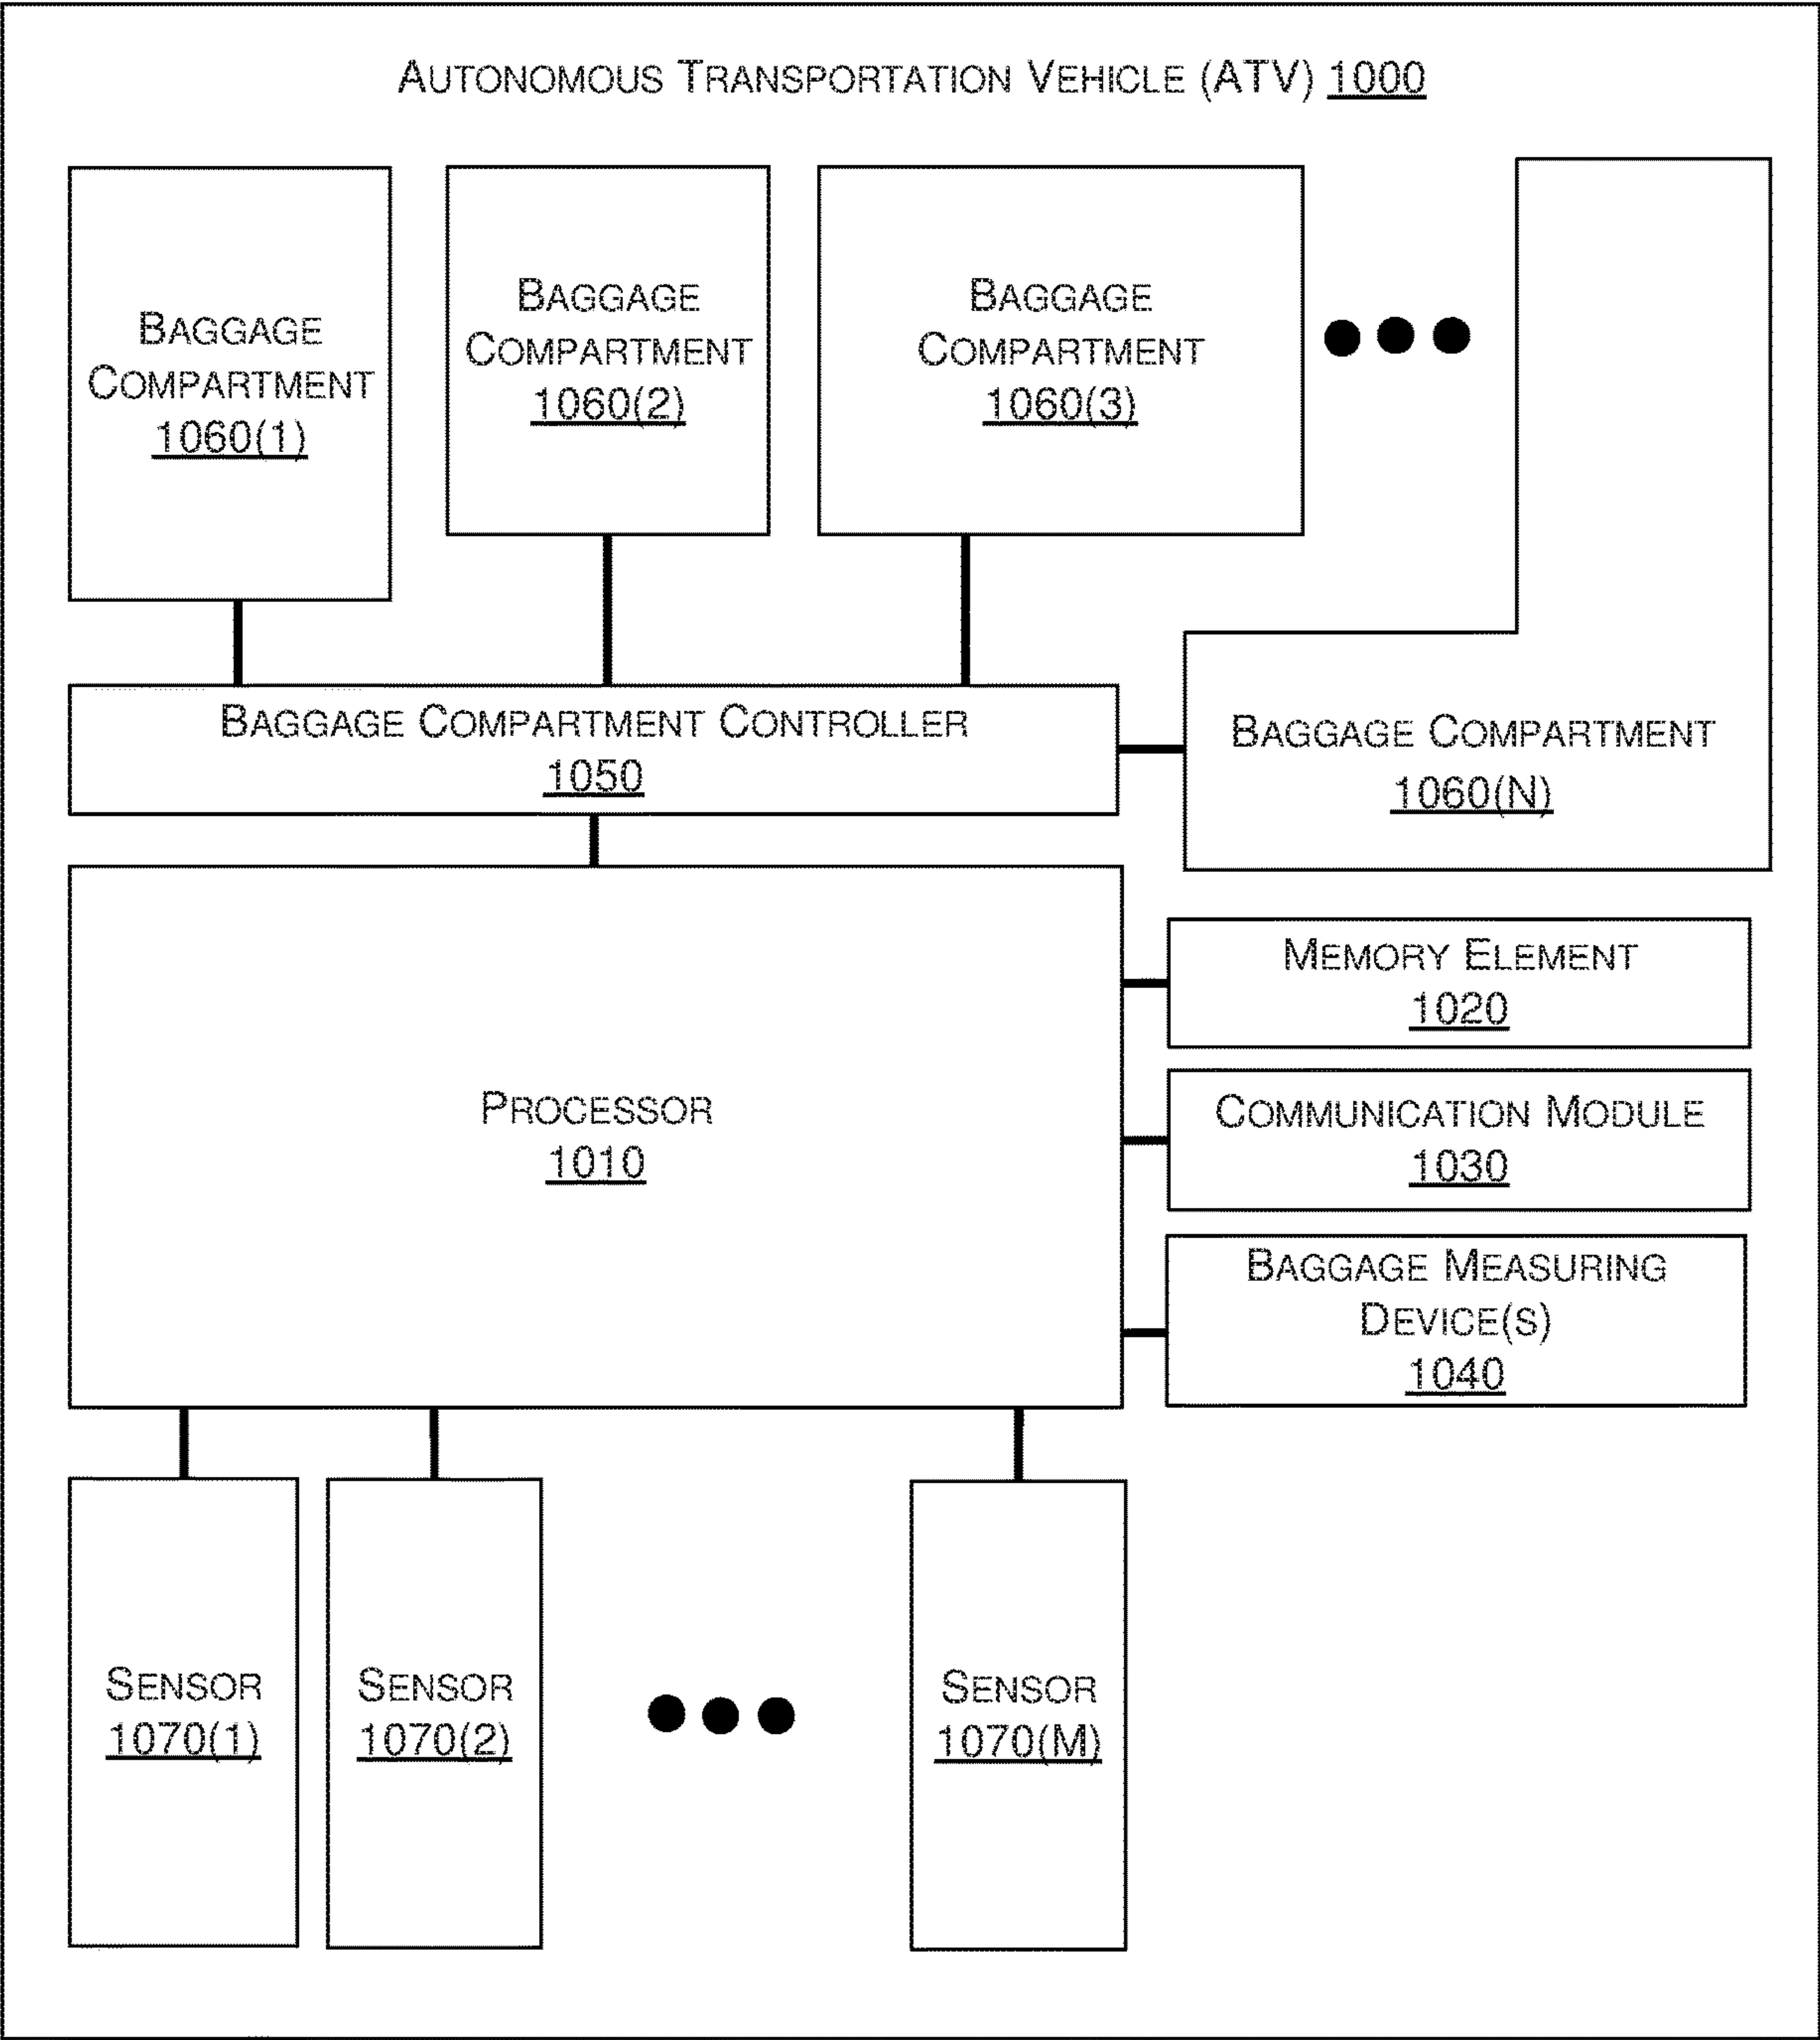 AUTONOMOUS TRANSPORTATION VEHICLE (ATV) 1000
BAGGAGE
COMPARTMENT
1060(1)
BAGGAGE
COMPARTMENT
1060(2)
BAGGAGE
COMPARTMENT
1060(3)
BAGGAGE COMPARTMENT CONTROLLER
1050
BAGGAGE COMPARTMENT
1060(N)
PROCESSOR
1010
MEMORY ELEMENT
1020
COMMUNICATION MODULE
1030
BAGGAGE MEASURING
DEVICE(S)
1040
SENSOR
1070(1)
SENSOR
1070(2)
SENSOR
1070(M)